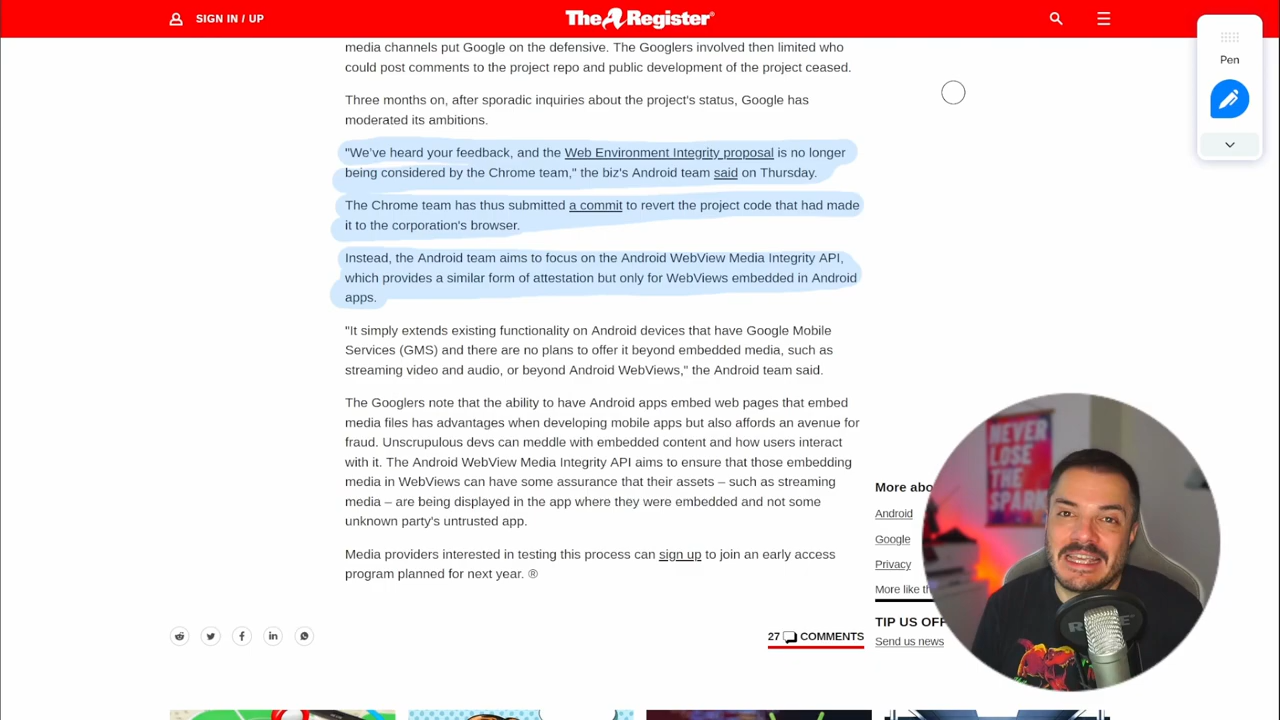 SIGN IN / UP
The Register®
Pen
media channels put Google on the defensive. The Googlers involved then limited who
could post comments to the project repo and public development of the project ceased.
Three months on, after sporadic inquiries about the project's status, Google has
moderated its ambitions.
"We've heard your feedback, and the Web Environment Integrity proposal is no longer
being considered by the Chrome team," the biz's Android team said on Thursday.
The Chrome team has thus submitted a commit to revert the project code that had made
it to the corporation's browser.
Instead, the Android team aims to focus on the Android WebView Media Integrity API,
which provides a similar form of attestation but only for WebViews embedded in Android
apps.
"It simply extends existing functionality on Android devices that have Google Mobile
Services (GMS) and there are no plans to offer it beyond embedded media, such as
streaming video and audio, or beyond Android WebViews," the Android team said.
The Googlers note that the ability to have Android apps embed web pages that embed
media files has advantages when developing mobile apps but also affords an avenue for
fraud. Unscrupulous devs can meddle with embedded content and how users interact
with it. The Android WebView Media Integrity API aims to ensure that those embedding
media in WebViews can have some assurance that their assets – such as streaming
media – are being displayed in the app where they were embedded and not some
unknown party's untrusted app.
Media providers interested in testing this process can sign up to join an early access
program planned for next year. ®
27 COMMENTS
More abo
Android
Google
Privacy
More like th
TIP US OF
Send us news
NEVER
LOSE
THE
SPARK